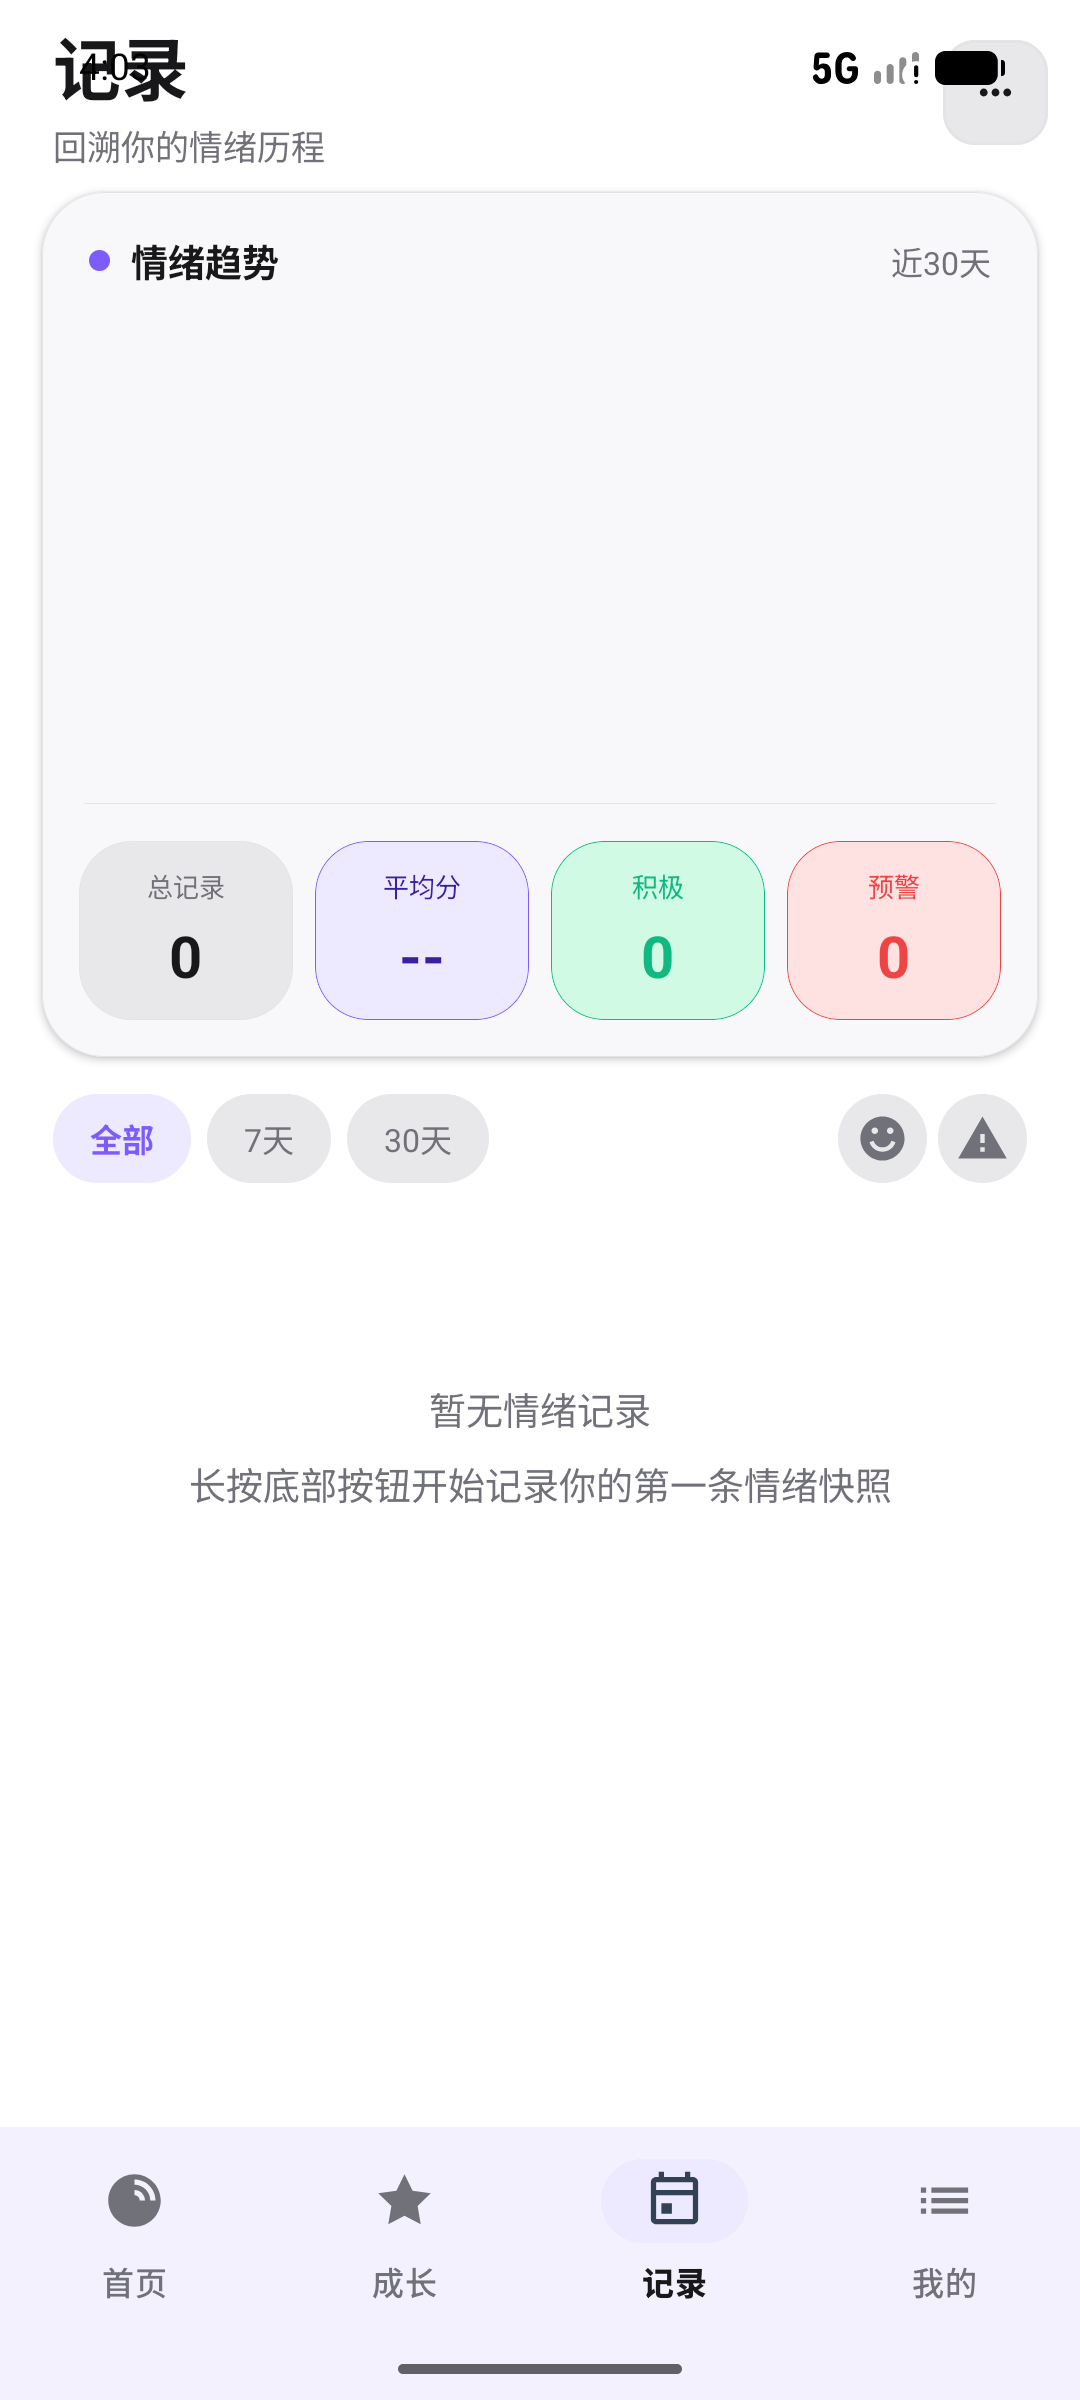 4:03
5G
记录
回溯你的情绪历程
情绪趋势
近30天
总记录
平均分
积极
预警
0
--
0
0
全部
7天
30天
暂无情绪记录
长按底部按钮开始记录你的第一条情绪快照
首页
成长
记录
我的